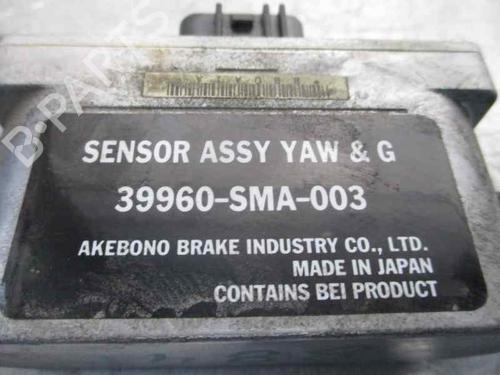 B-PARTS
SENSOR ASSY YAW & G
39960-SMA-003
AKEBONO BRAKE INDUSTRY CO., LTD.
MADE IN JAPAN
CONTAINS BEI PRODUCT